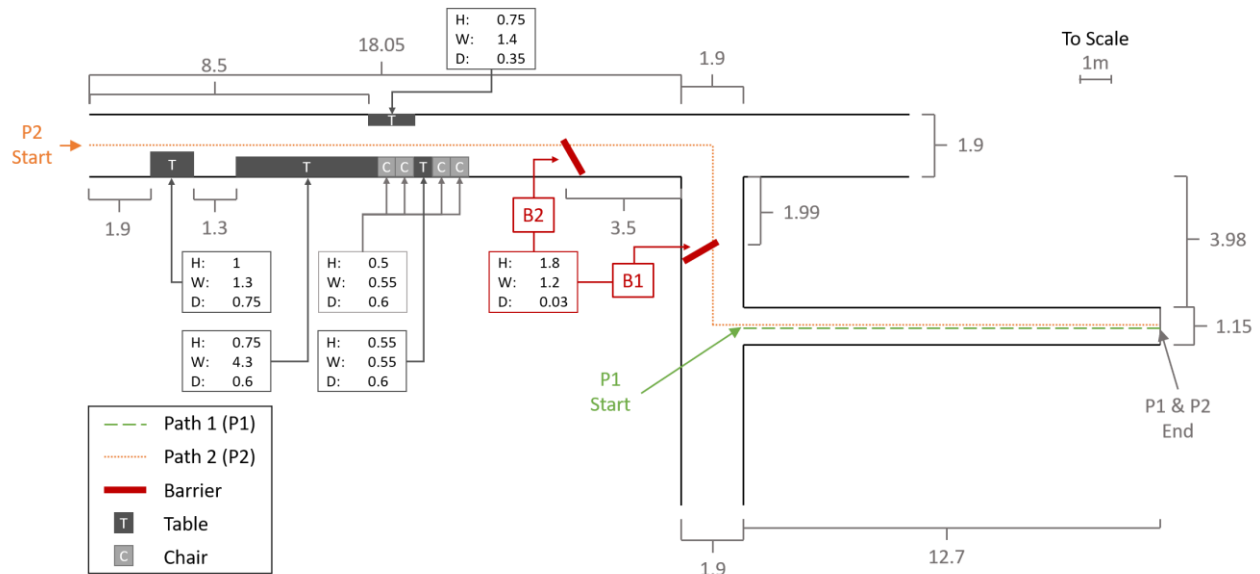 H: 0.75
W: 1.4
D: 0.35
To Scale
1m
18.05
8.5
1.9
P2
Start
T
1.9
T
T
C
C
T
C
C
1.9
1.3
3.5
B2
B1
1.99
3.98
H: 1
W: 1.3
D: 0.75
H: 0.5
W: 0.55
D: 0.6
H: 1.8
W: 1.2
D: 0.03
H: 0.75
W: 4.3
D: 0.6
H: 0.55
W: 0.55
D: 0.6
1.15
P1
Start
P1 & P2
End
Path 1 (P1)
Path 2 (P2)
Barrier
T Table
C Chair
1.9
12.7